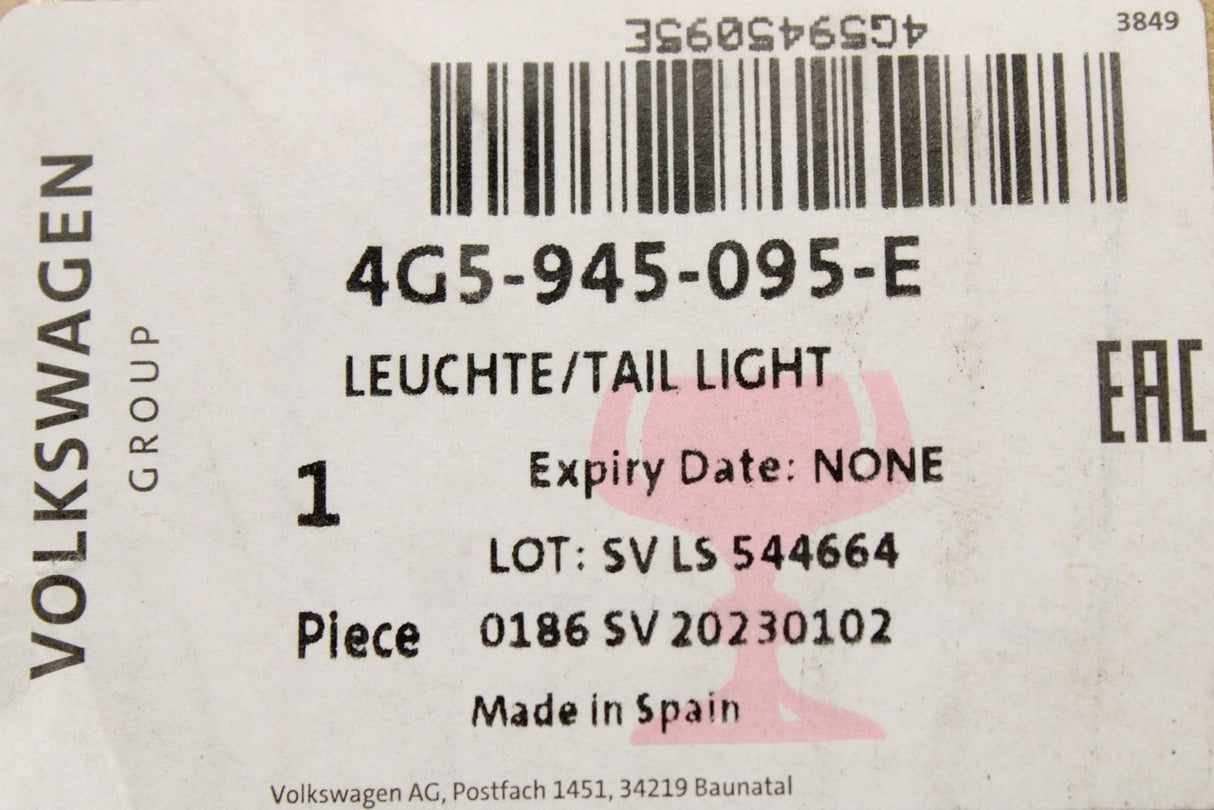 3849
4G5945095E
4G5-945-095-E
LEUCHTE/TAIL LIGHT
EAC
Expiry Date: NONE
1
LOT: SV LS 544664
Piece 0186 SV 20230102
Made in Spain
VOLKSWAGEN
GROUP
Volkswagen AG, Postfach 1451, 34219 Baunatal